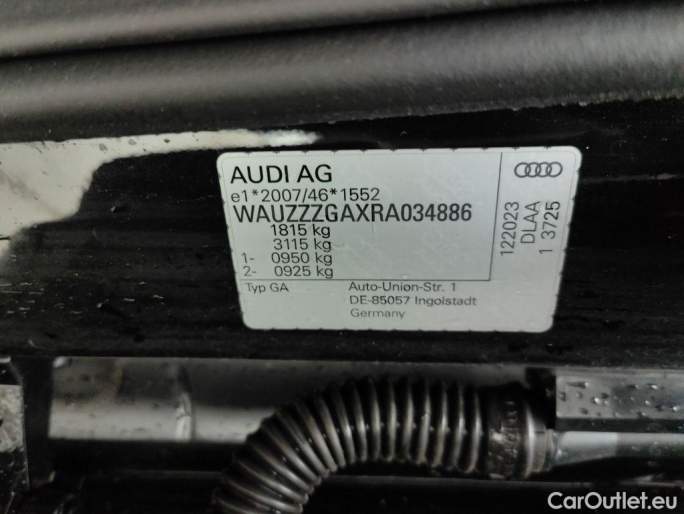 AUDI AG
e1*2007/46*1552
WAUZZZGAXRA034886
1815 kg
3115 kg
1- 0950 kg
2- 0925 kg
Typ GA
Auto-Union-Str. 1
DE-85057 Ingolstadt
Germany
122023
DLAA
1 3725
CarOutlet.eu